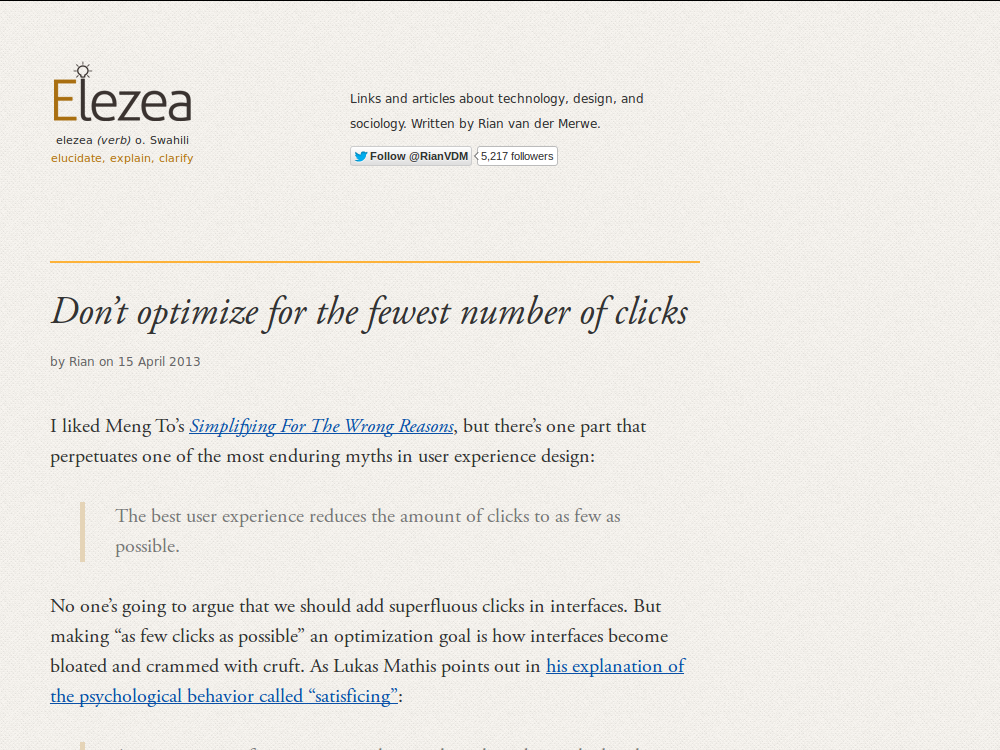 Elezea
elezea (verb) o. Swahili
elucidate, explain, clarify
Links and articles about technology, design, and
sociology. Written by Rian van der Merwe.
Follow @RianVDM
5,217 followers
Don’t optimize for the fewest number of clicks
by Rian on 15 April 2013
I liked Meng To’s Simplifying For The Wrong Reasons, but there’s one part that
perpetuates one of the most enduring myths in user experience design:
The best user experience reduces the amount of clicks to as few as
possible.
No one’s going to argue that we should add superfluous clicks in interfaces. But
making “as few clicks as possible” an optimization goal is how interfaces become
bloated and crammed with cruft. As Lukas Mathis points out in his explanation of
the psychological behavior called “satisficing”: